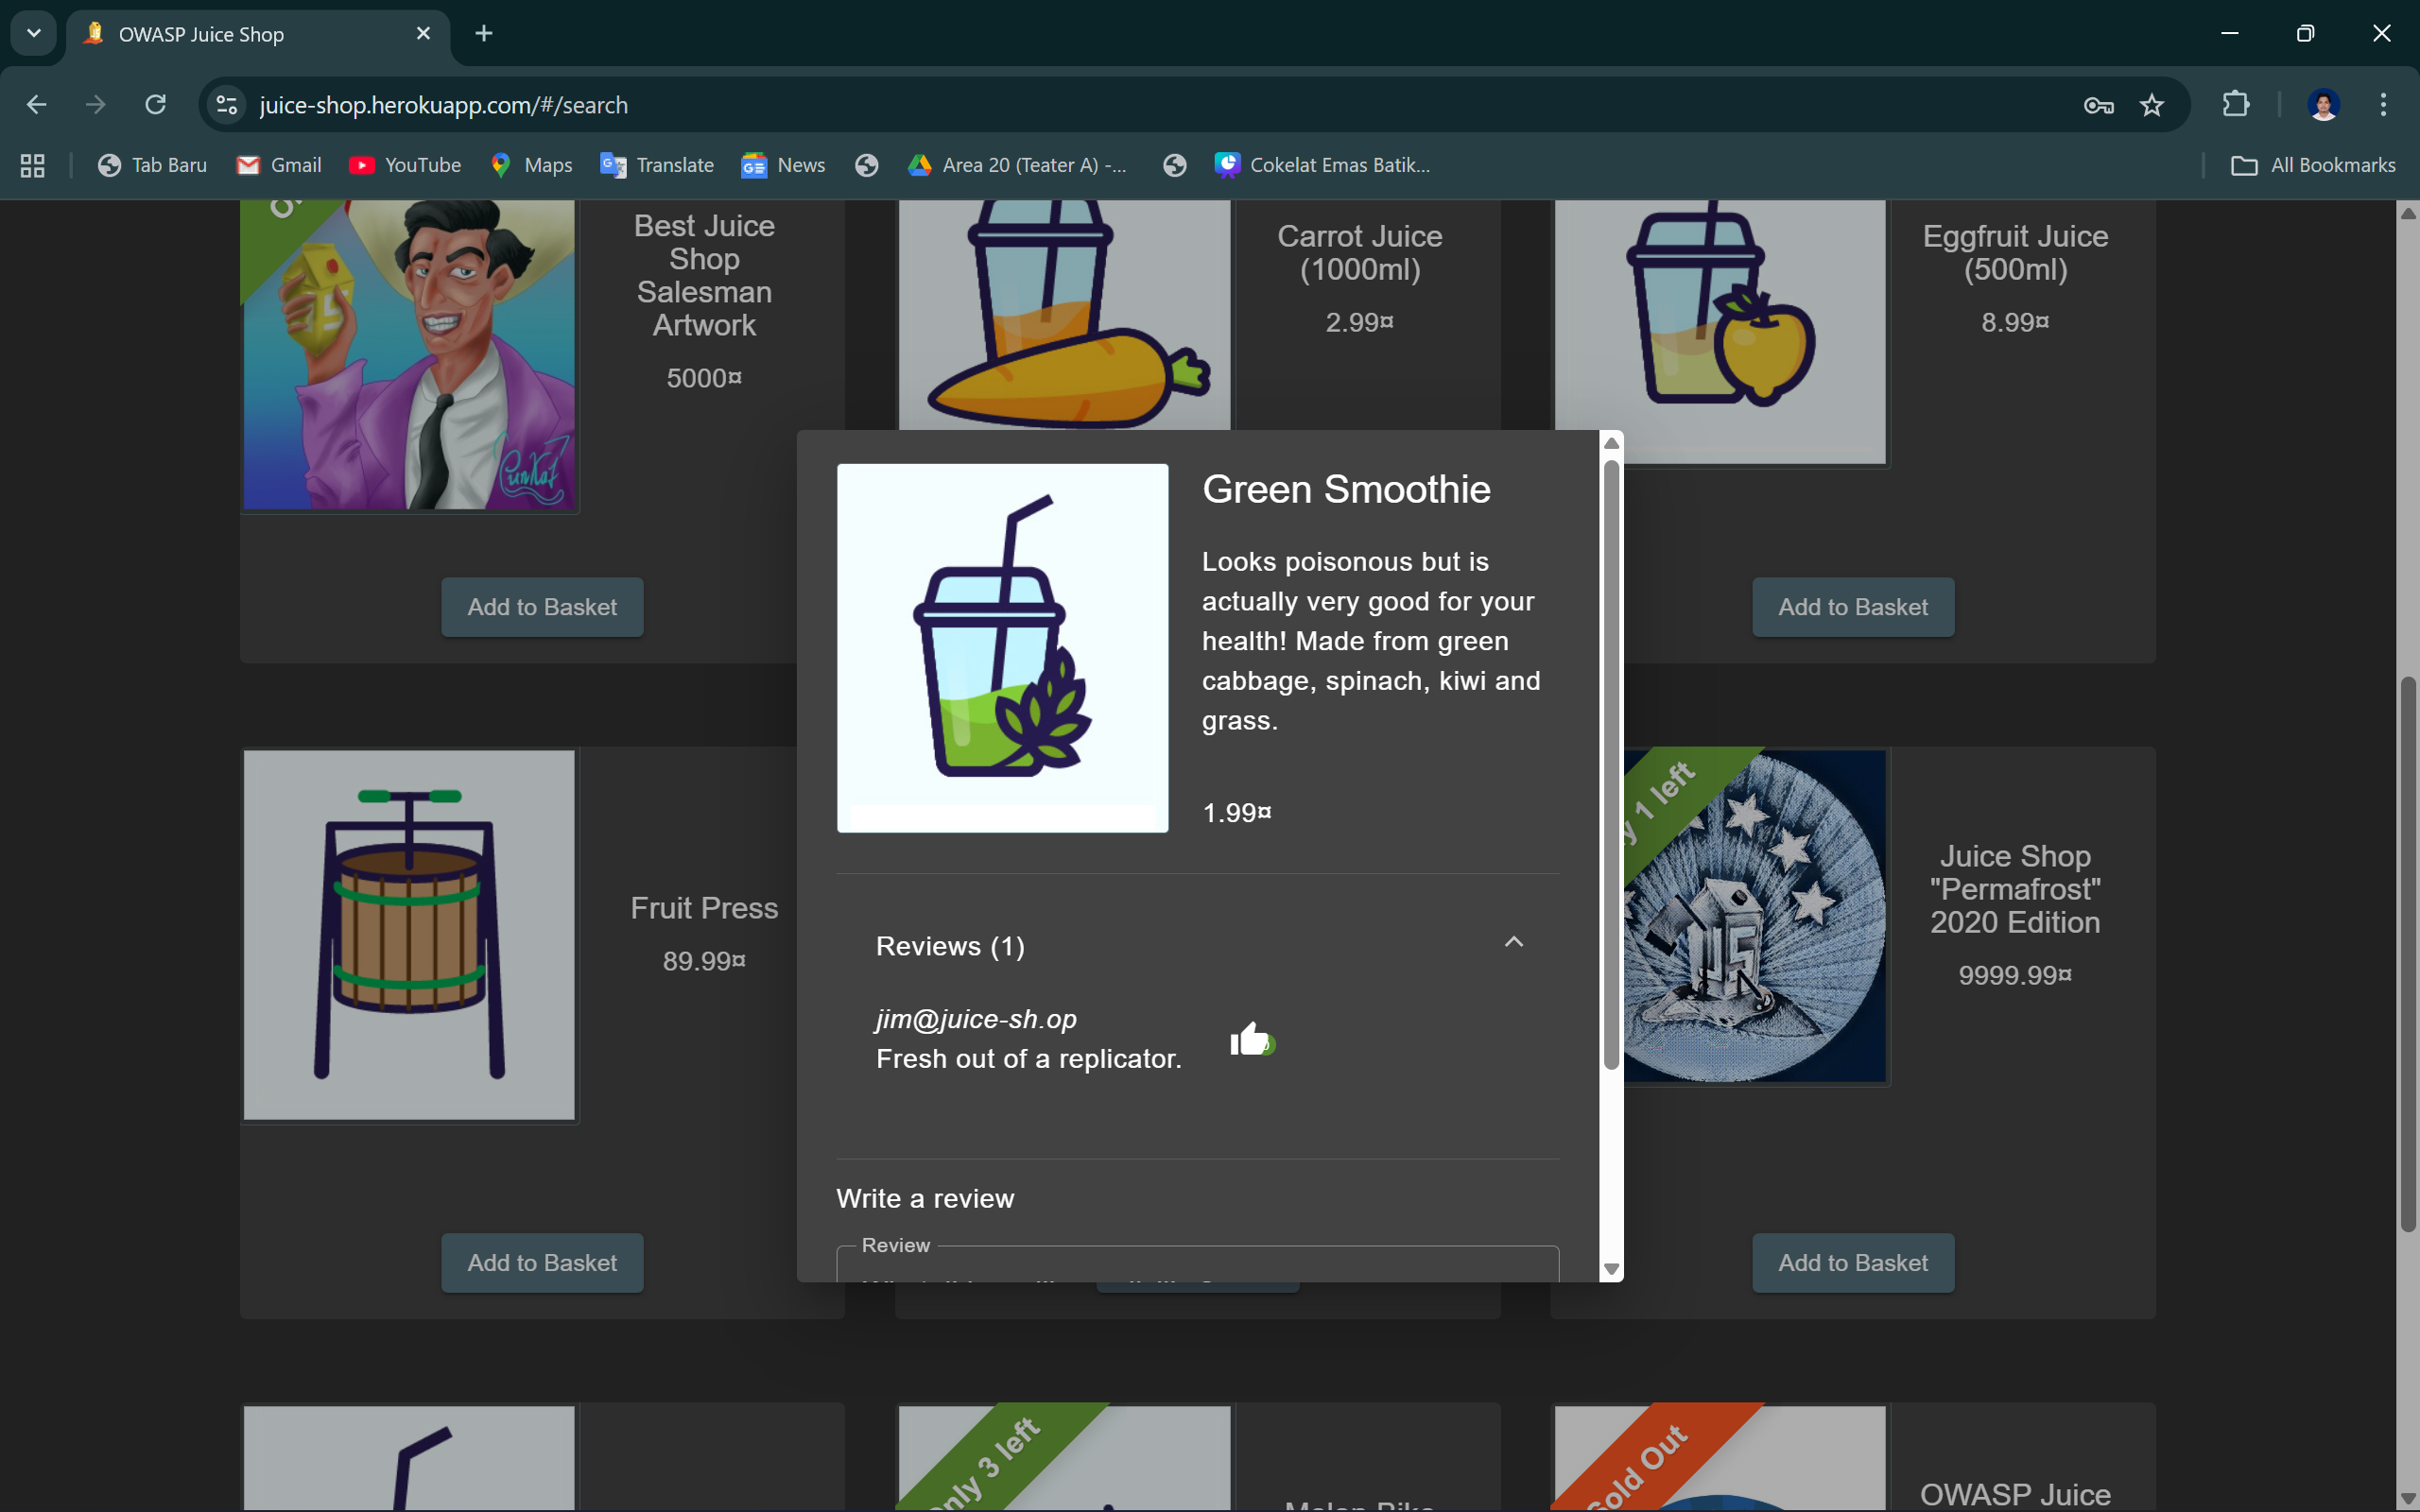 OWASP Juice Shop
juice-shop.herokuapp.com/#/search
Tab Baru
Gmail
YouTube
Maps
Translate
News
Area 20 (Teater A) -...
Cokelat Emas Batik...
All Bookmarks
Best Juice
Shop
Salesman
Artwork
5000¤
Carrot Juice
(1000ml)
2.99¤
Eggfruit Juice
(500ml)
8.99¤
Add to Basket
Add to Basket
Green Smoothie
Looks poisonous but is
actually very good for your
health! Made from green
cabbage, spinach, kiwi and
grass.
1.99¤
Reviews (1)
jim@juice-sh.op
Fresh out of a replicator.
Write a review
Review
Fruit Press
89.99¤
Add to Basket
1 left
Juice Shop
"Permafrost"
2020 Edition
9999.99¤
Add to Basket
Only 3 left
Sold Out
OWASP Juice